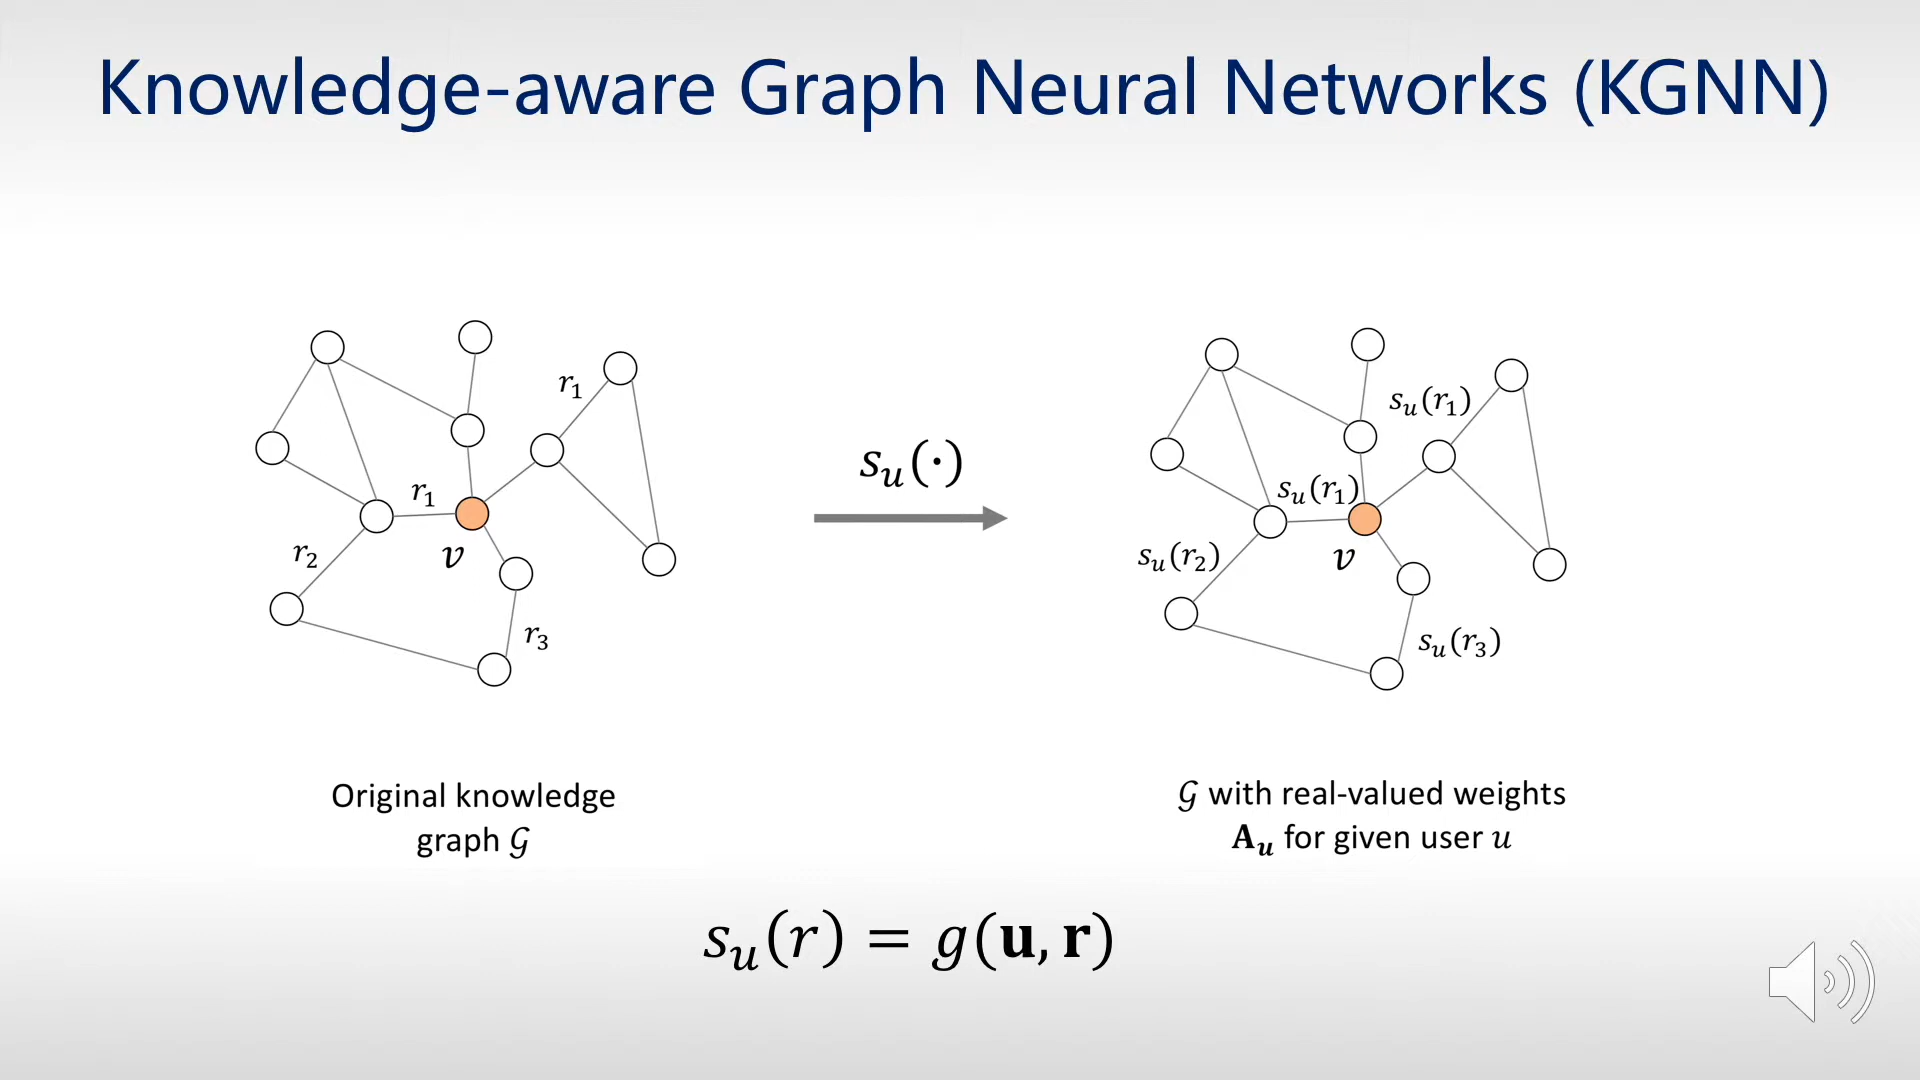 Knowledge-aware Graph Neural Networks (KGNN)
r₁
r₁
r₂
v
r₃
sᵤ(·)
sᵤ(r₁)
sᵤ(r₁)
sᵤ(r₂)
v
sᵤ(r₃)
Original knowledge
graph 𝒢
𝒢 with real-valued weights
𝐀ᵤ for given user u
sᵤ(r) = g(𝐮, 𝐫)